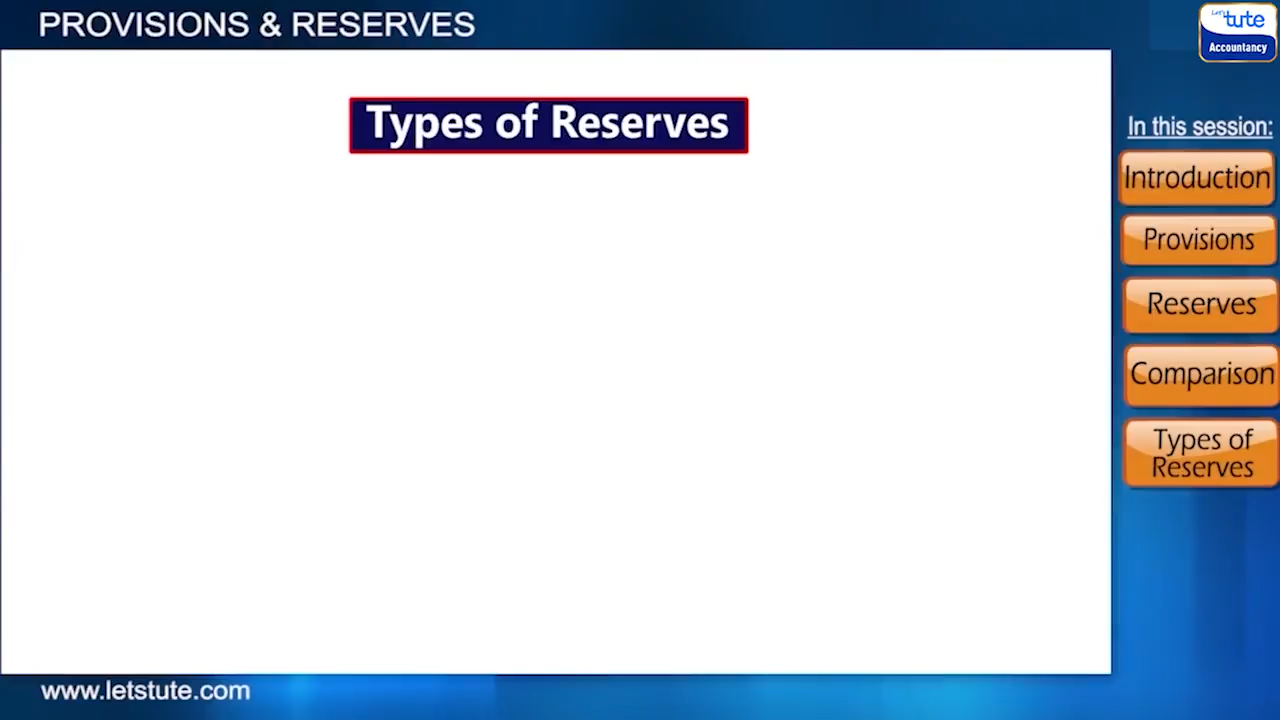 PROVISIONS & RESERVES
Let's
tute
Accountancy
Types of Reserves
In this session:
Introduction
Provisions
Reserves
Comparison
Types of
Reserves
www.letstute.com